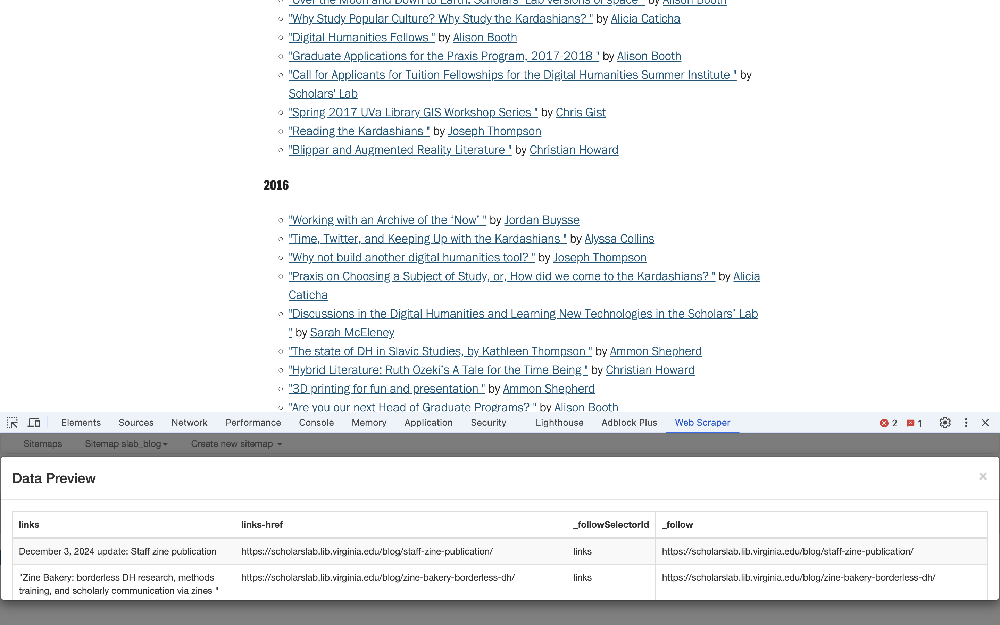 "Over the Moon and Down to Earth: Scholars' Lab versions of space " by Alison Booth
"Why Study Popular Culture? Why Study the Kardashians? " by Alicia Caticha
"Digital Humanities Fellows " by Alison Booth
"Graduate Applications for the Praxis Program, 2017-2018 " by Alison Booth
"Call for Applicants for Tuition Fellowships for the Digital Humanities Summer Institute " by
Scholars' Lab
"Spring 2017 UVa Library GIS Workshop Series " by Chris Gist
"Reading the Kardashians " by Joseph Thompson
"Blippar and Augmented Reality Literature " by Christian Howard
2016
"Working with an Archive of the ‘Now’ " by Jordan Buysse
"Time, Twitter, and Keeping Up with the Kardashians " by Alyssa Collins
"Why not build another digital humanities tool? " by Joseph Thompson
"Praxis on Choosing a Subject of Study, or, How did we come to the Kardashians? " by Alicia
Caticha
"Discussions in the Digital Humanities and Learning New Technologies in the Scholars’ Lab
" by Sarah McEleney
"The state of DH in Slavic Studies, by Kathleen Thompson " by Ammon Shepherd
"Hybrid Literature: Ruth Ozeki’s A Tale for the Time Being " by Christian Howard
"3D printing for fun and presentation " by Ammon Shepherd
"Are you our next Head of Graduate Programs? " by Alison Booth
Elements Sources Network Performance Console Memory Application Security Lighthouse Adblock Plus Web Scraper 2 1
Sitemaps Sitemap slab_blog Create new sitemap
Data Preview ×
links links-href _followSelectorId _follow
December 3, 2024 update: Staff zine publication https://scholarslab.lib.virginia.edu/blog/staff-zine-publication/ links https://scholarslab.lib.virginia.edu/blog/staff-zine-publication/
"Zine Bakery: borderless DH research, methods https://scholarslab.lib.virginia.edu/blog/zine-bakery-borderless-dh/ links https://scholarslab.lib.virginia.edu/blog/zine-bakery-borderless-dh/
training, and scholarly communication via zines "